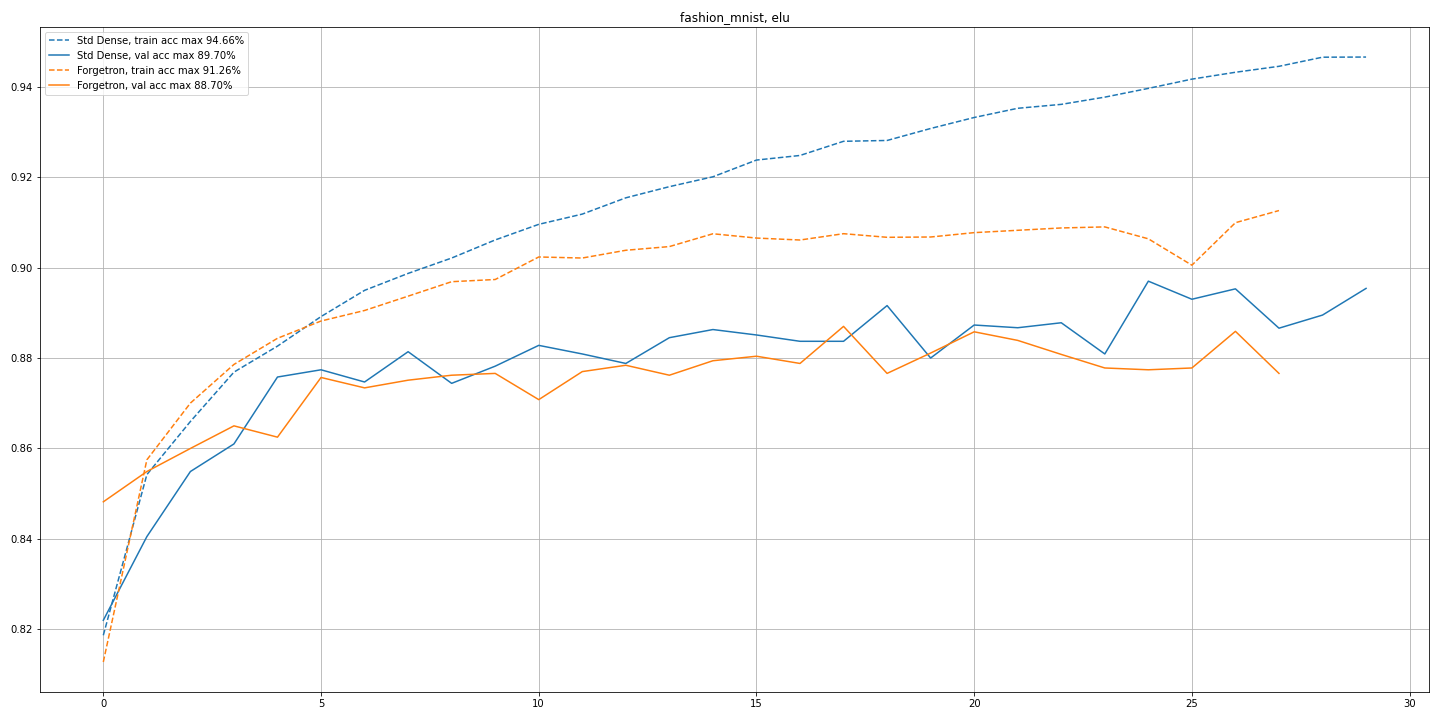 fashion_mnist, elu
Std Dense, train acc max 94.66%
Std Dense, val acc max 89.70%
Forgetron, train acc max 91.26%
Forgetron, val acc max 88.70%
0.94
0.92
0.90
0.88
0.86
0.84
0.82
0 5 10 15 20 25 30